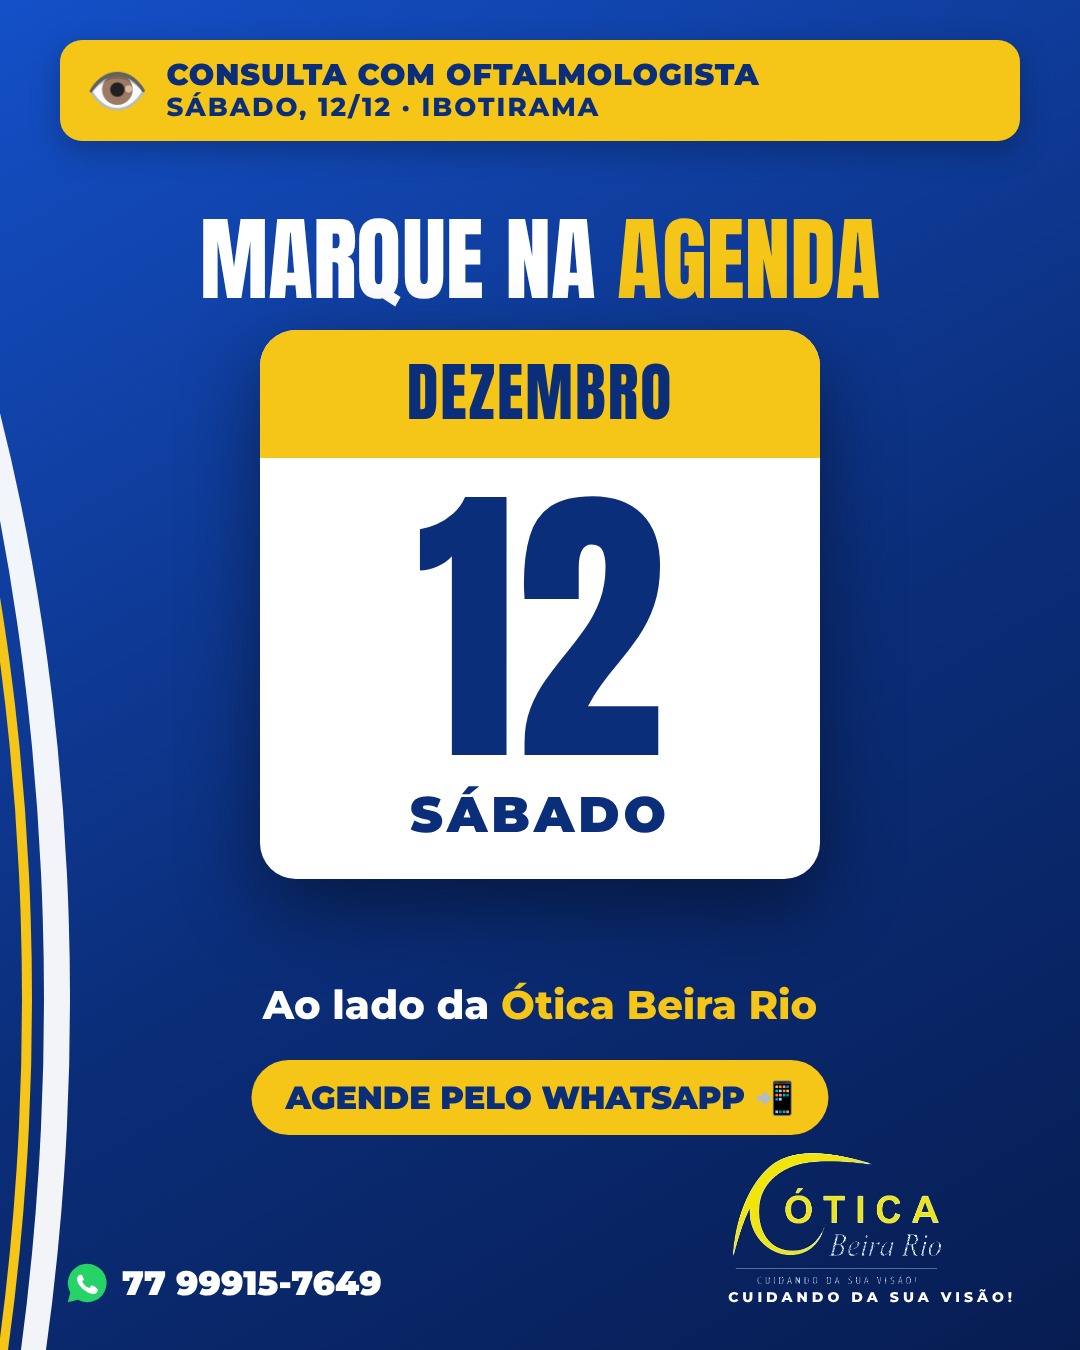 CONSULTA COM OFTALMOLOGISTA
SÁBADO, 12/12 · IBOTIRAMA
MARQUE NA AGENDA
DEZEMBRO
12
SÁBADO
Ao lado da Ótica Beira Rio
AGENDE PELO WHATSAPP
ÓTICA
Beira Rio
CUIDANDO DA SUA VISÃO!
CUIDANDO DA SUA VISÃO!
77 99915-7649